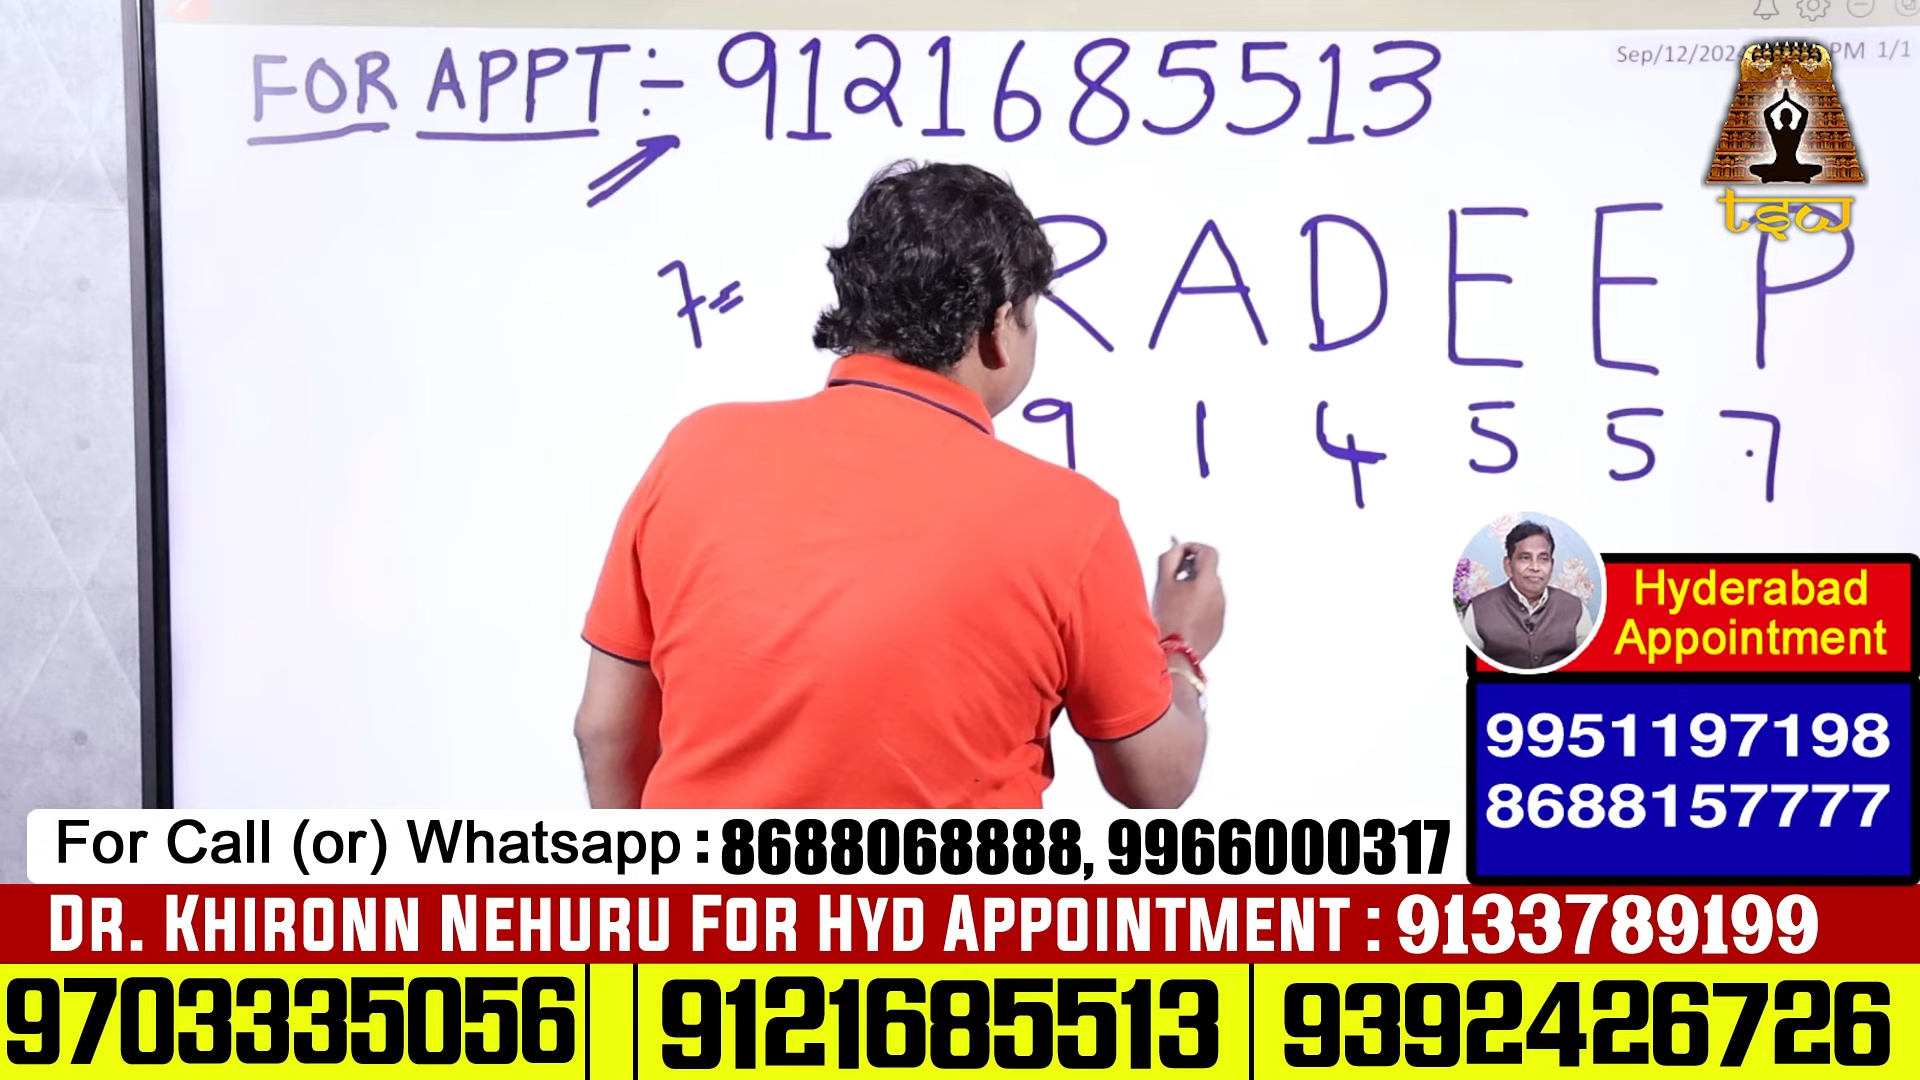 Sep/12/202 PM 1/1
FOR APPT :- 9121685513
tsw
7= RADEEP
9 1 4 5 5 7
Hyderabad
Appointment
9951197198
8688157777
For Call (or) Whatsapp : 8688068888, 9966000317
DR. KHIRONN NEHURU FOR HYD APPOINTMENT : 9133789199
9703335056 9121685513 9392426726